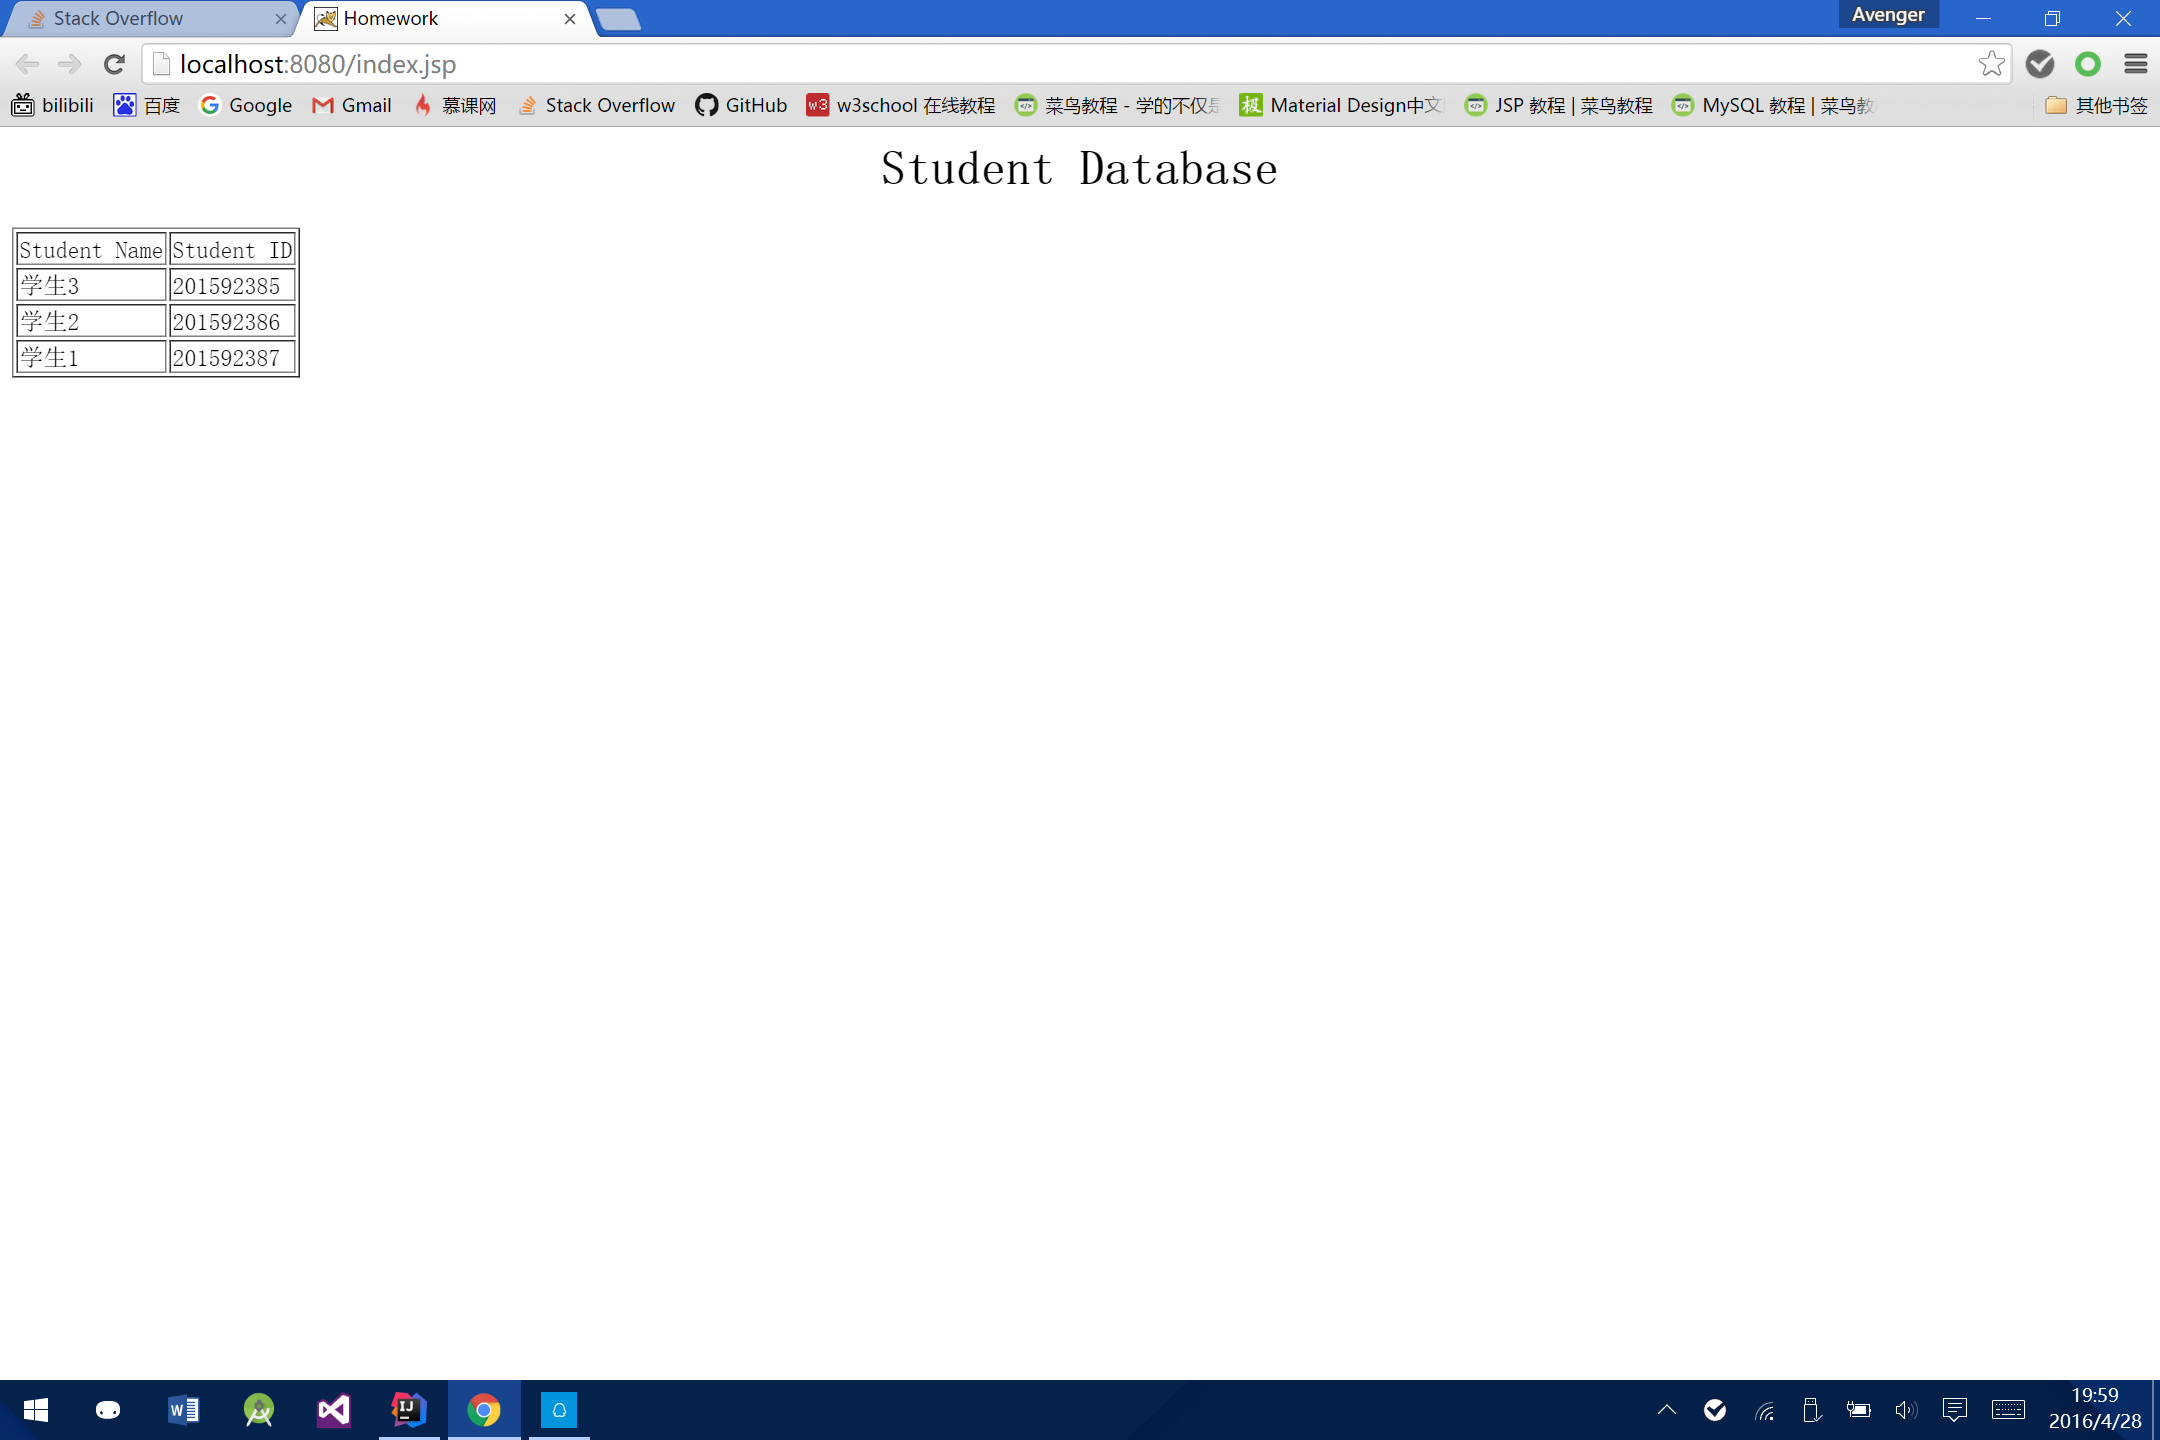 Stack Overflow
Homework
Avenger
localhost:8080/index.jsp
bilibili 百度 Google Gmail 慕课网 Stack Overflow GitHub w3 w3school 在线教程 菜鸟教程 - 学的不仅是 极 Material Design中文 JSP 教程 | 菜鸟教程 MySQL 教程 | 菜鸟教 其他书签
Student Database
Student Name Student ID
学生3 201592385
学生2 201592386
学生1 201592387
W IJ
19:59
2016/4/28